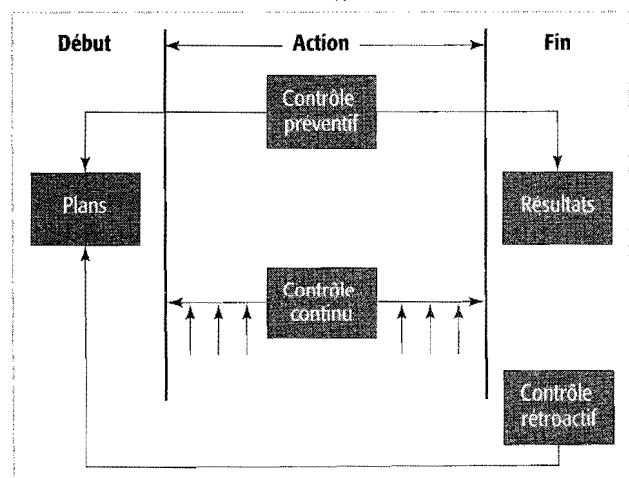 Début
Action
Fin
Contrôle
préventif
Plans
Résultats
Contrôle
continu
Contrôle
rétroactif